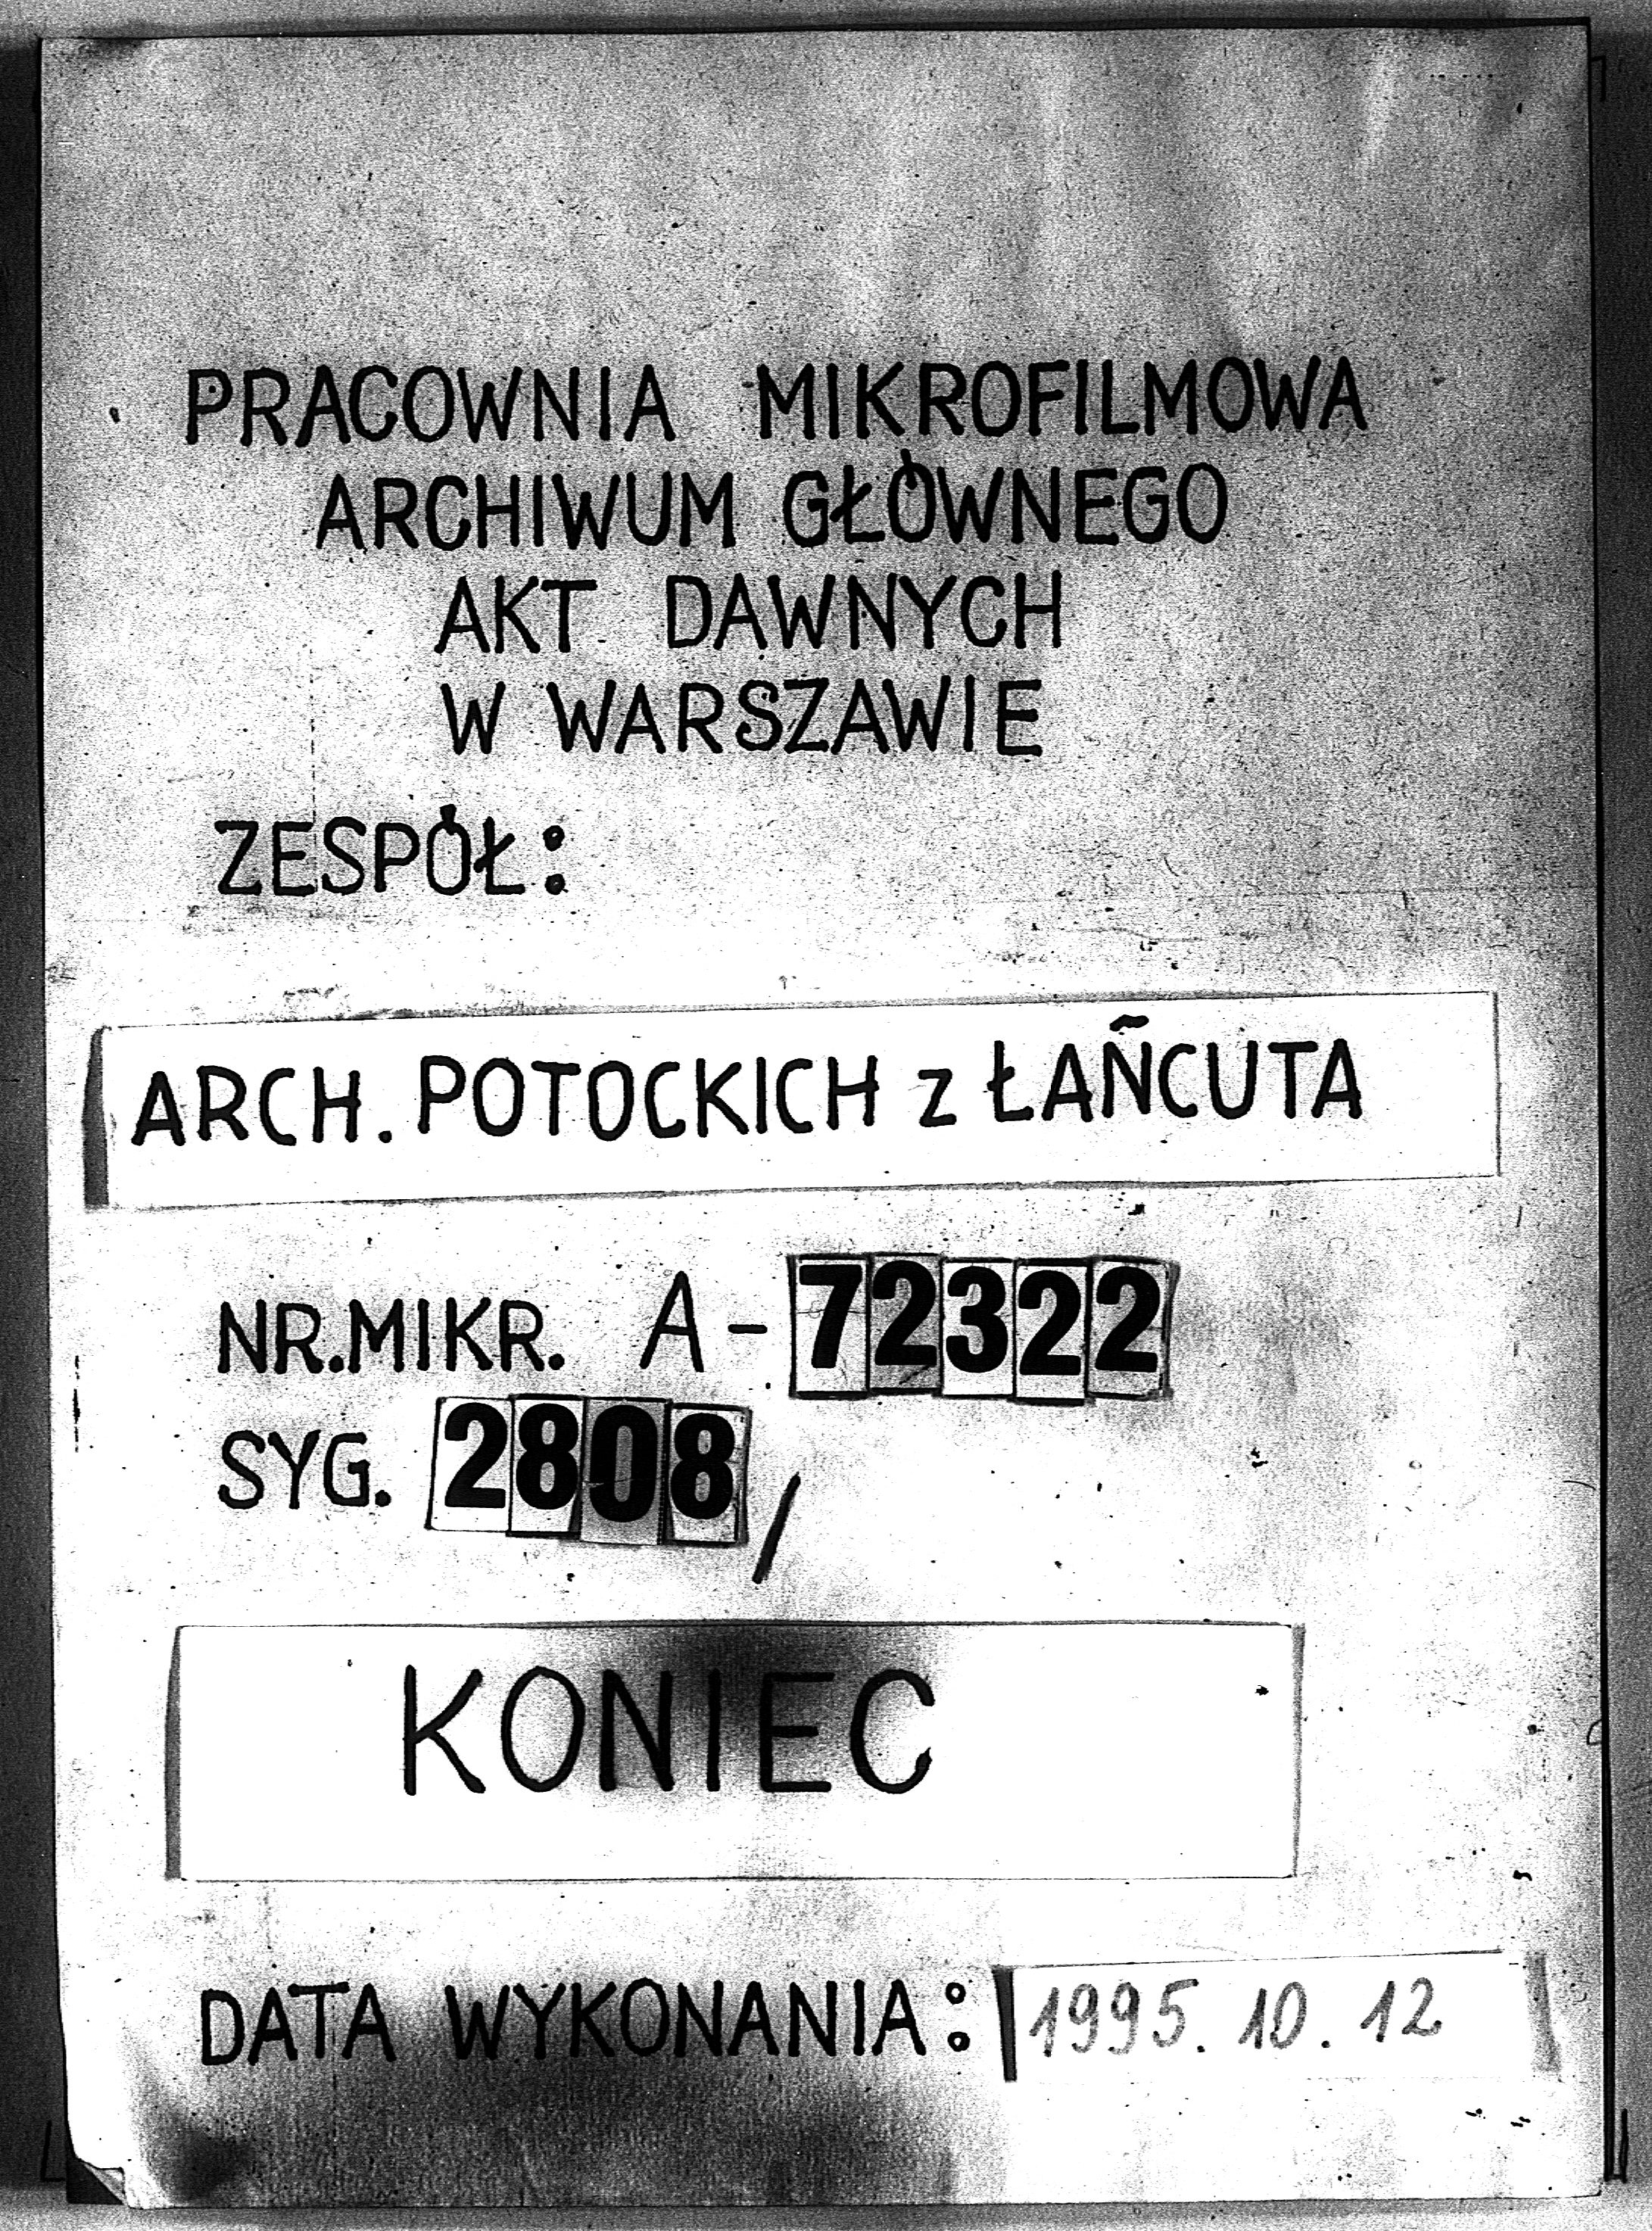 PRACOWNIA MIKROFILMOWA
ARCHIWUM GŁÓWNEGO
AKT DAWNYCH
W WARSZAWIE
ZESPÓŁ:
ARCH. POTOCKICH z ŁAŃCUTA
NR.MIKR. A-72322
SYG. 2808/
KONIEC
DATA WYKONANIA: 1995.10.12